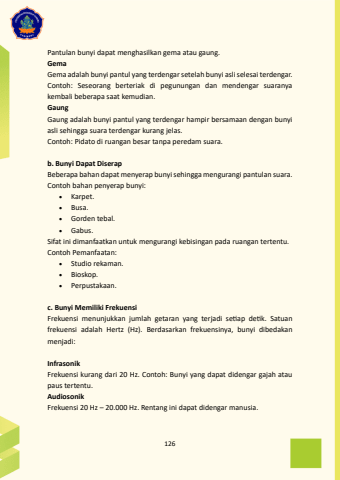 Pantulan bunyi dapat menghasilkan gema atau gaung.
Gema
Gema adalah bunyi pantul yang terdengar setelah bunyi asli selesai terdengar.
Contoh: Seseorang berteriak di pegunungan dan mendengar suaranya
kembali beberapa saat kemudian.
Gaung
Gaung adalah bunyi pantul yang terdengar hampir bersamaan dengan bunyi
asli sehingga suara terdengar kurang jelas.
Contoh: Pidato di ruangan besar tanpa peredam suara.
b. Bunyi Dapat Diserap
Beberapa bahan dapat menyerap bunyi sehingga mengurangi pantulan suara.
Contoh bahan penyerap bunyi:
• Karpet.
• Busa.
• Gorden tebal.
• Gabus.
Sifat ini dimanfaatkan untuk mengurangi kebisingan pada ruangan tertentu.
Contoh Pemanfaatan:
• Studio rekaman.
• Bioskop.
• Perpustakaan.
c. Bunyi Memiliki Frekuensi
Frekuensi menunjukkan jumlah getaran yang terjadi setiap detik. Satuan
frekuensi adalah Hertz (Hz). Berdasarkan frekuensinya, bunyi dibedakan
menjadi:
Infrasonik
Frekuensi kurang dari 20 Hz. Contoh: Bunyi yang dapat didengar gajah atau
paus tertentu.
Audiosonik
Frekuensi 20 Hz – 20.000 Hz. Rentang ini dapat didengar manusia.
126